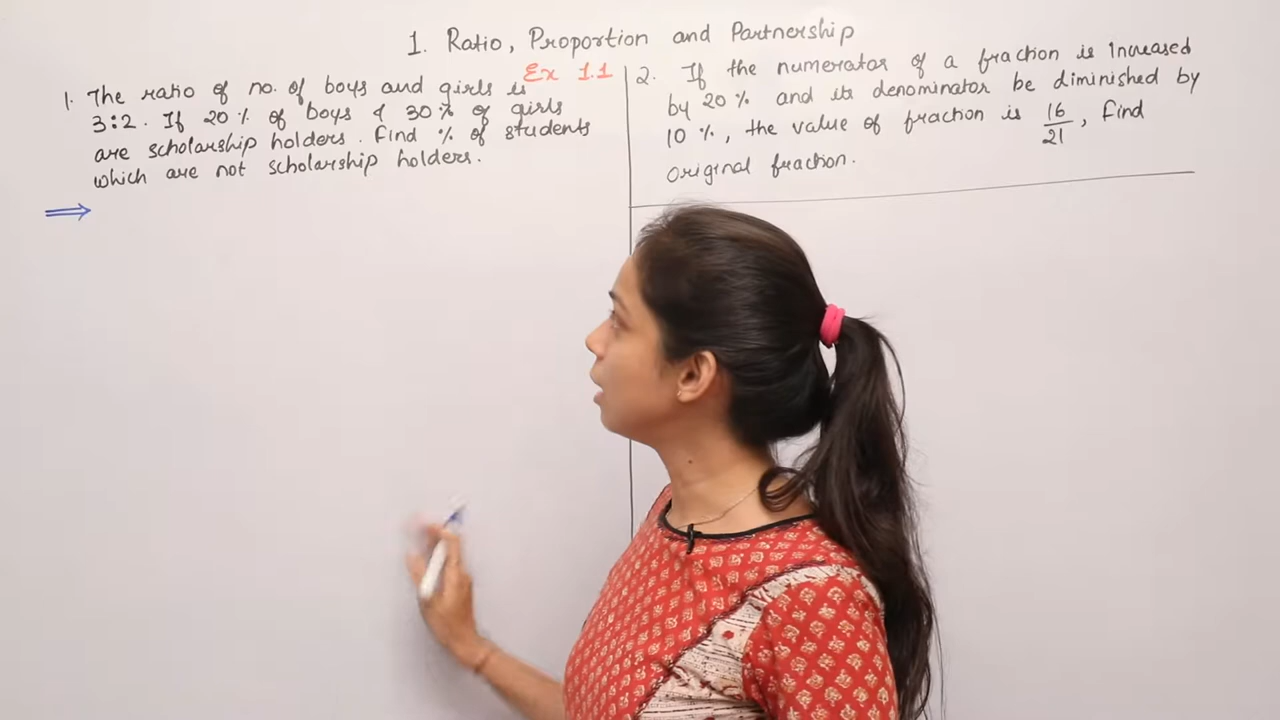 1. Ratio, Proportion and Partnership
Ex 1.1
1. The ratio of no. of boys and girls is
3:2. If 20% of boys & 30% of girls
are scholarship holders. Find % of students
which are not scholarship holders.
⟹
2. If the numerator of a fraction is increased
by 20% and its denominator be diminished by
10%, the value of fraction is 16/21, find
original fraction.